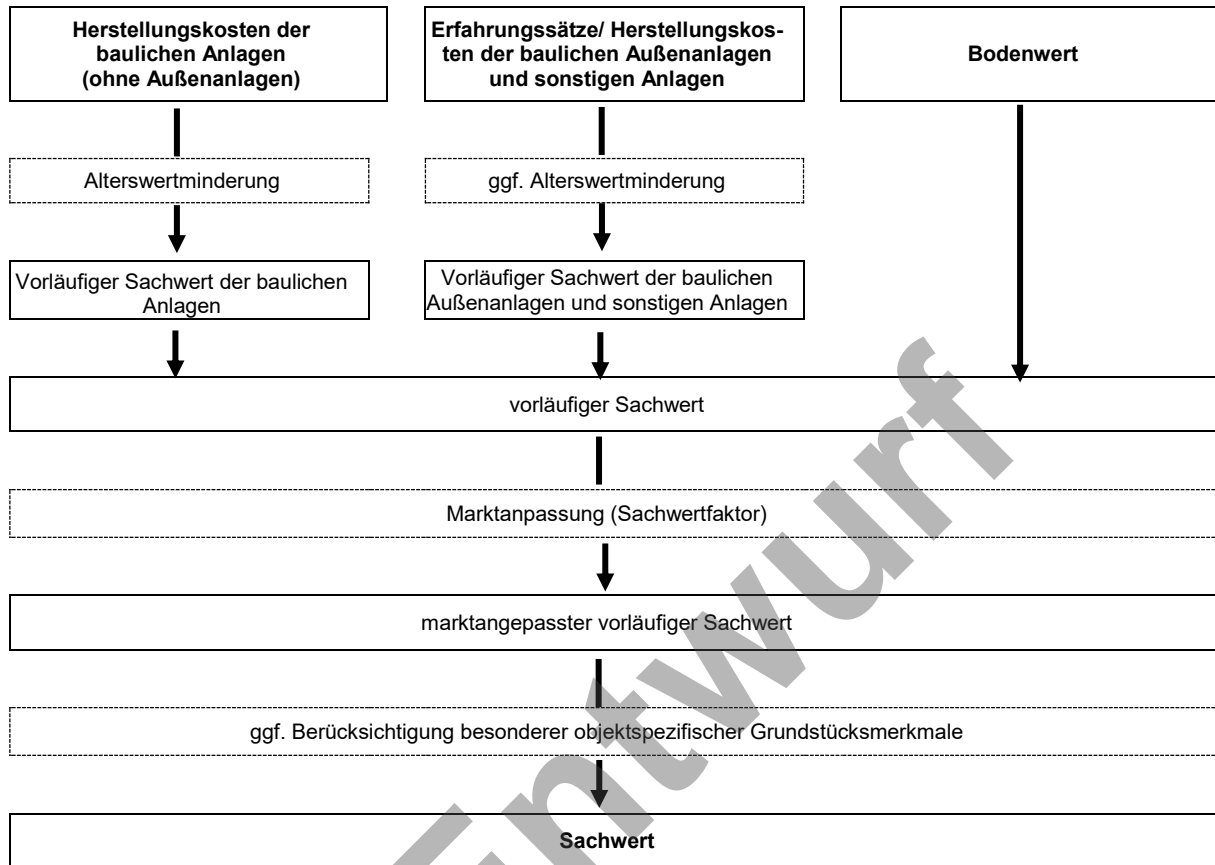 Herstellungskosten der
baulichen Anlagen
(ohne Außenanlagen)
Erfahrungssätze/ Herstellungskos-
ten der baulichen Außenanlagen
und sonstigen Anlagen
Bodenwert
Alterswertminderung
ggf. Alterswertminderung
Vorläufiger Sachwert der baulichen
Anlagen
Vorläufiger Sachwert der baulichen
Außenanlagen und sonstigen Anlagen
vorläufiger Sachwert
Marktanpassung (Sachwertfaktor)
marktangepasster vorläufiger Sachwert
ggf. Berücksichtigung besonderer objektspezifischer Grundstücksmerkmale
Sachwert
Entwurf